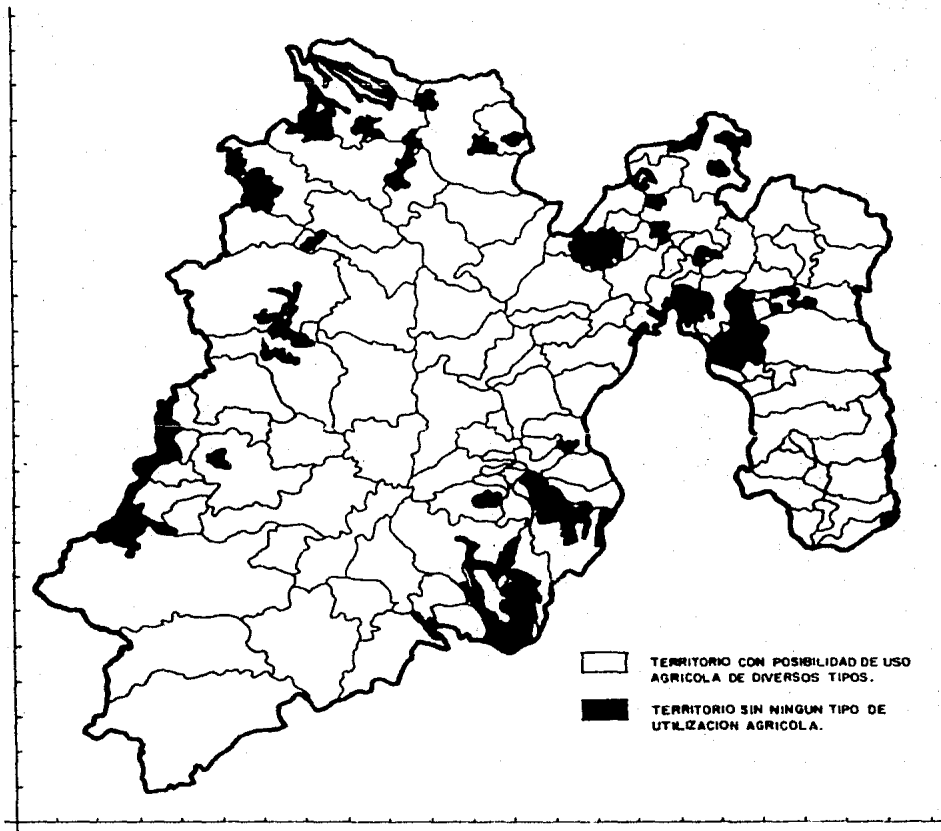 TERRITORIO CON POSIBILIDAD DE USO
AGRICOLA DE DIVERSOS TIPOS.
TERRITORIO SIN NINGUN TIPO DE
UTILIZACION AGRICOLA.